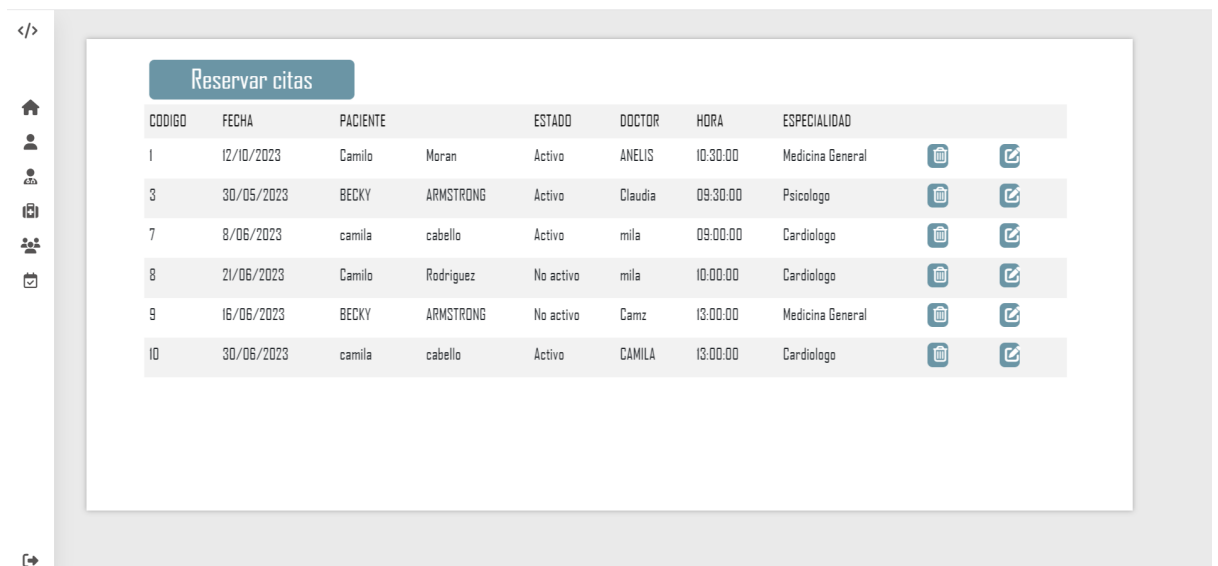 </>
Reservar citas
CODIGO FECHA PACIENTE ESTADO DOCTOR HORA ESPECIALIDAD
1 12/10/2023 Camilo Moran Activo ANELIS 10:30:00 Medicina General
3 30/05/2023 BECKY ARMSTRONG Activo Claudia 09:30:00 Psicologo
7 8/06/2023 camila cabello Activo mila 09:00:00 Cardiologo
8 21/06/2023 Camilo Rodriguez No activo mila 10:00:00 Cardiologo
9 16/06/2023 BECKY ARMSTRONG No activo Camz 13:00:00 Medicina General
10 30/06/2023 camila cabello Activo CAMILA 13:00:00 Cardiologo